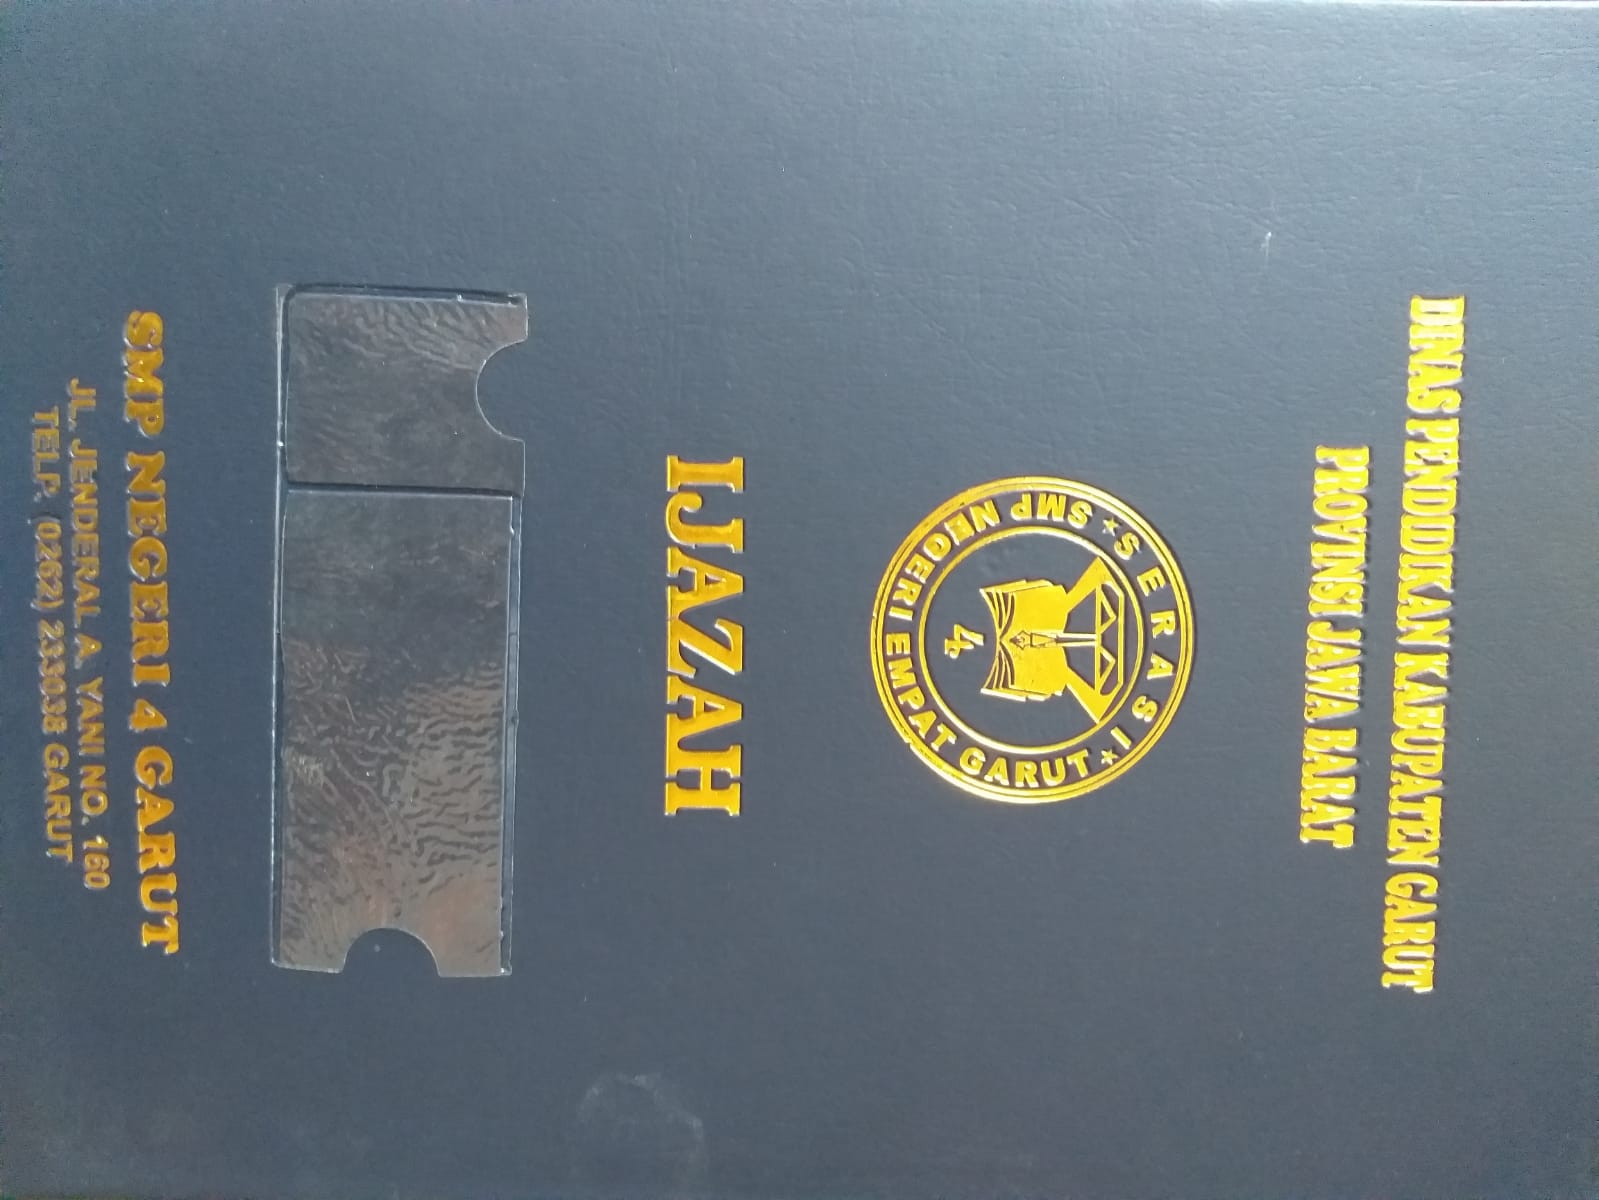 DINAS PENDIDIKAN KABUPATEN GARUT
PROVINSI JAWA BARAT
S E R A S I
★ SMP NEGERI EMPAT GARUT ★
4
IJAZAH
SMP NEGERI 4 GARUT
JL. JENDERAL A. YANI NO. 160
TELP. (0262) 233038 GARUT